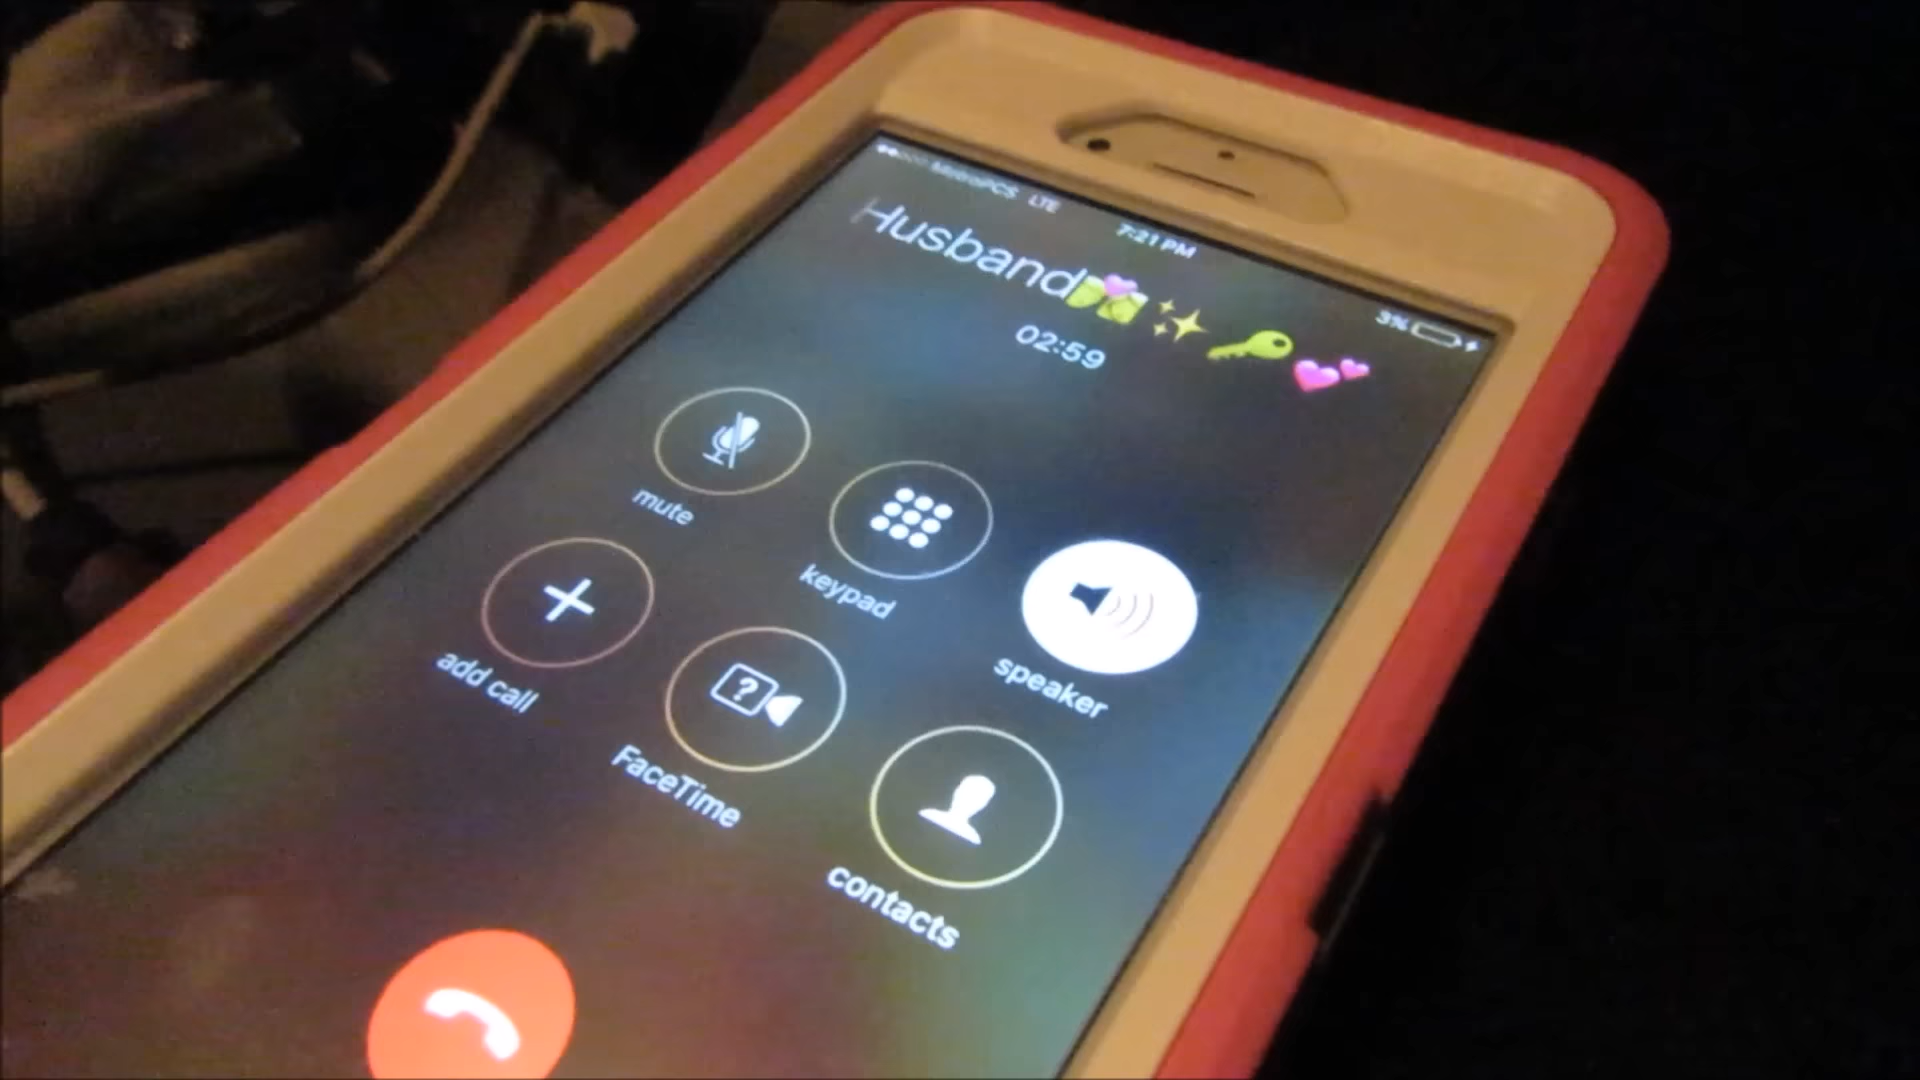 MetroPCS LTE 7:21 PM 3%
Husband💝✨🔑💕
02:59
mute
keypad
speaker
add call
FaceTime
contacts